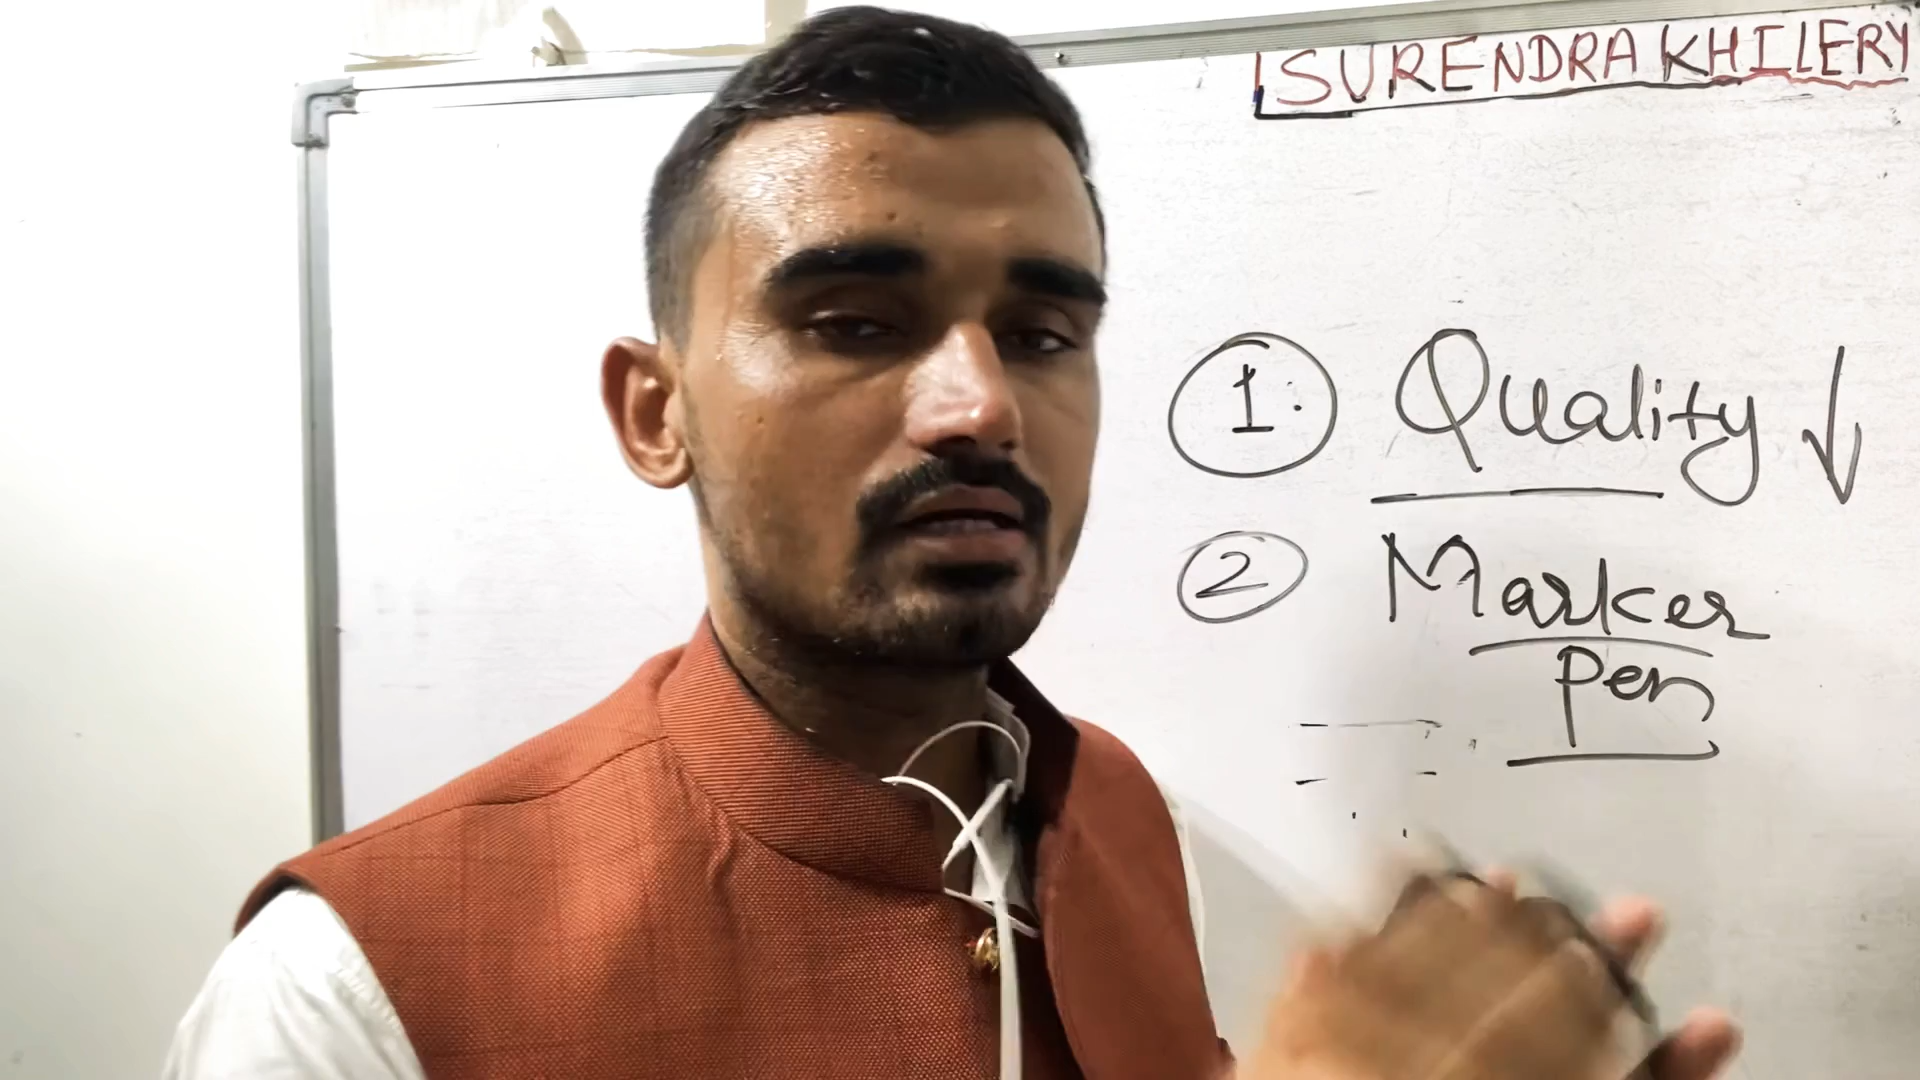 SURENDRA KHILERY
1. Quality ↓
2 Marker
Pen